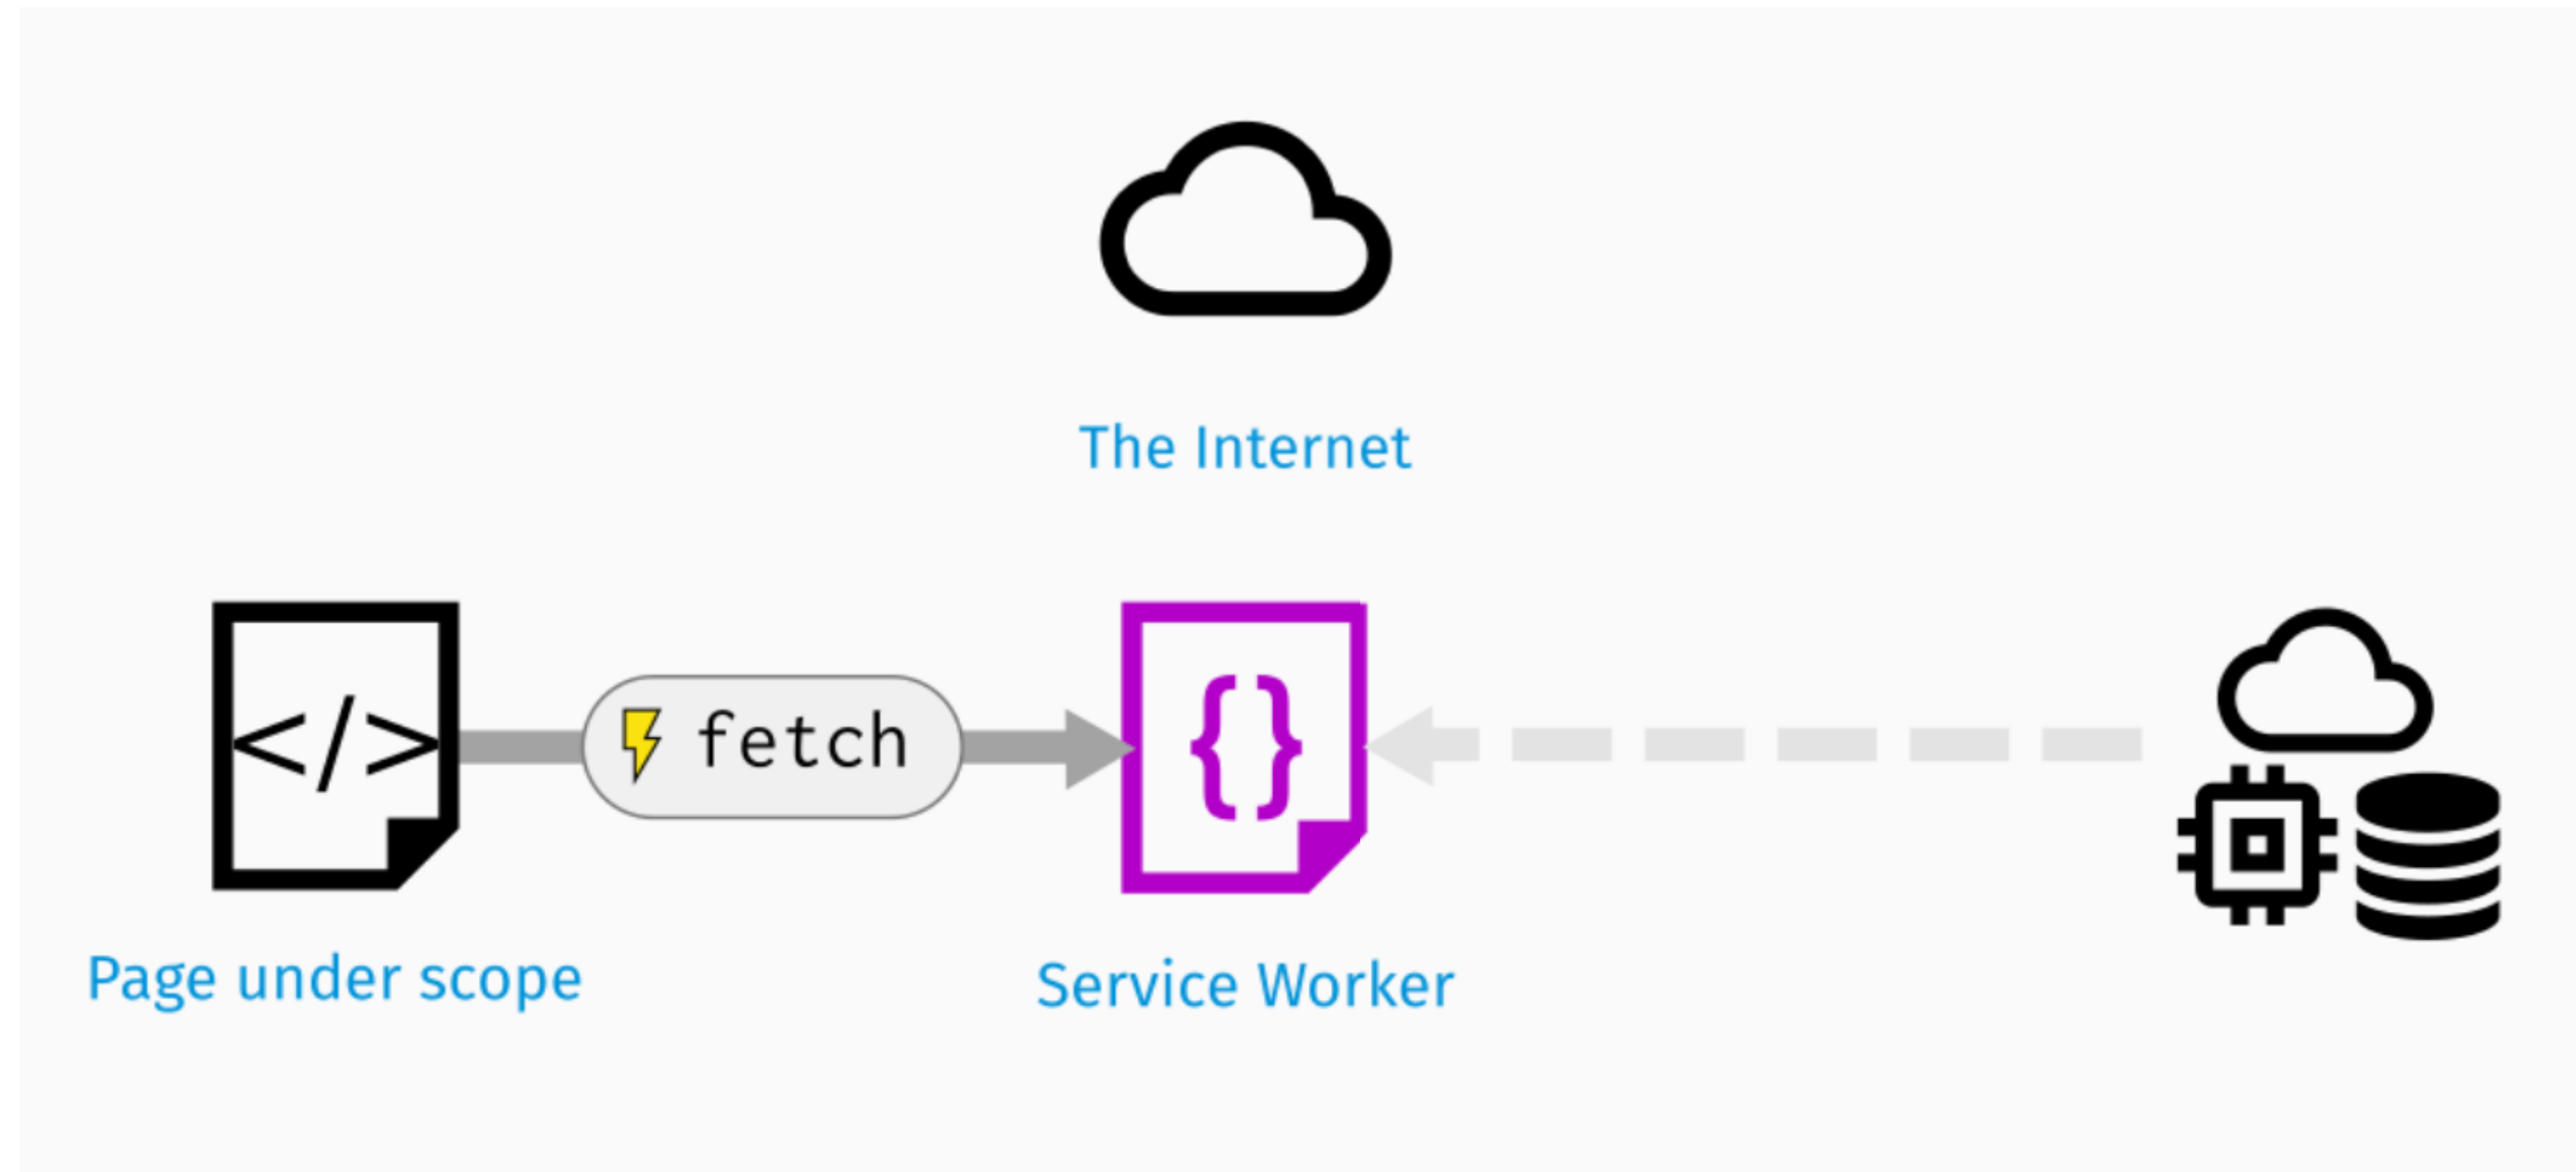 The Internet
</>
fetch
{}
Page under scope
Service Worker